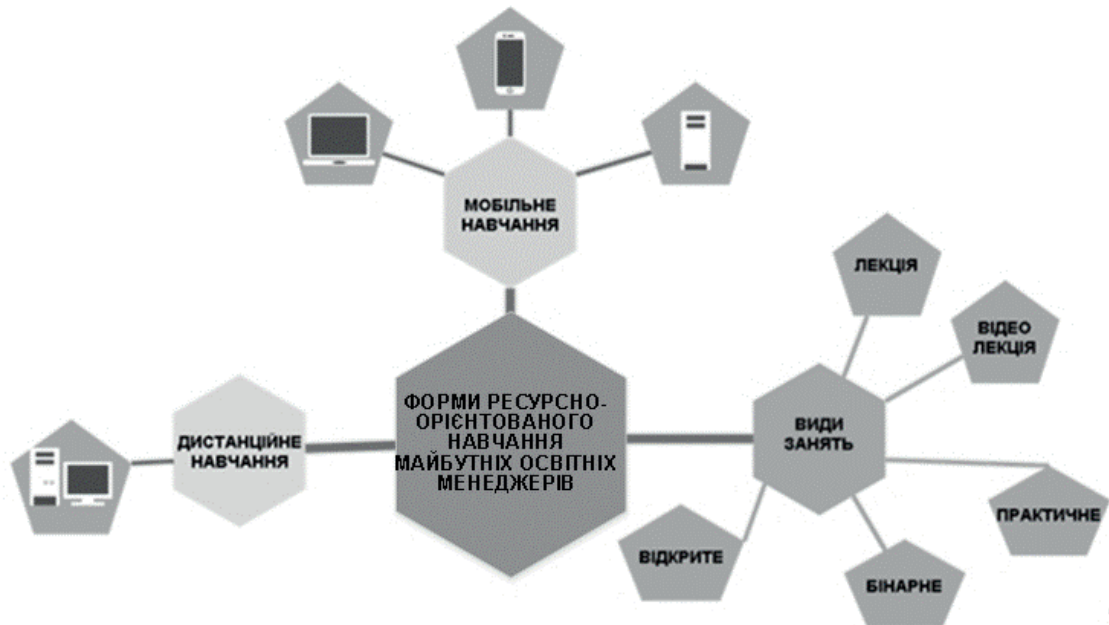 МОБІЛЬНЕ
НАВЧАННЯ
ЛЕКЦІЯ
ВІДЕО
ЛЕКЦІЯ
ФОРМИ РЕСУРСНО-
ОРІЄНТОВАНОГО
НАВЧАННЯ
МАЙБУТНІХ ОСВІТНІХ
МЕНЕДЖЕРІВ
ДИСТАНЦІЙНЕ
НАВЧАННЯ
ВИДИ
ЗАНЯТЬ
ПРАКТИЧНЕ
ВІДКРИТЕ
БІНАРНЕ